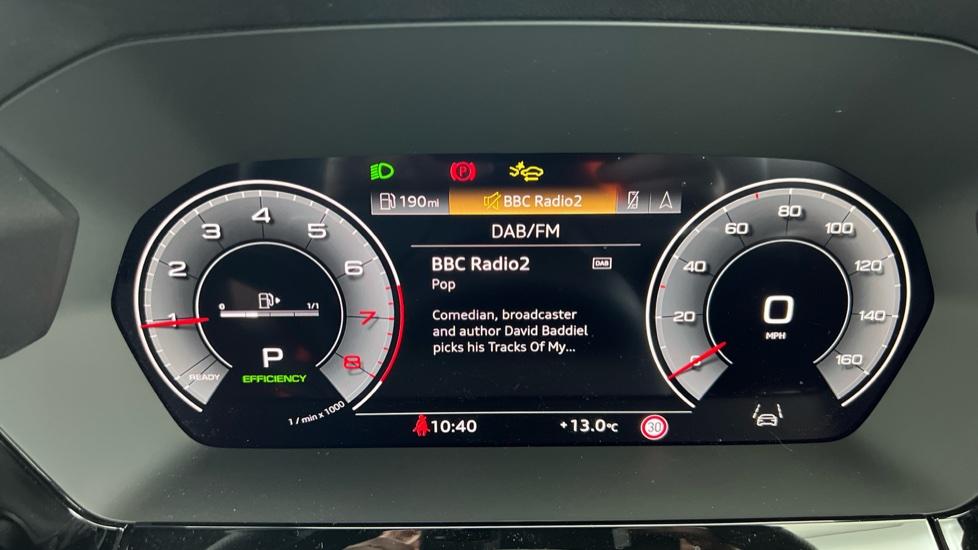 P
190mi
BBC Radio2
DAB/FM
BBC Radio2
DAB
Pop
Comedian, broadcaster
and author David Baddiel
picks his Tracks Of My...
READY
1
2
3
4
5
6
7
8
0
1/1
P
EFFICIENCY
1 / min x 1000
0
20
40
60
80
100
120
140
160
0
MPH
10:40
+13.0°C
30